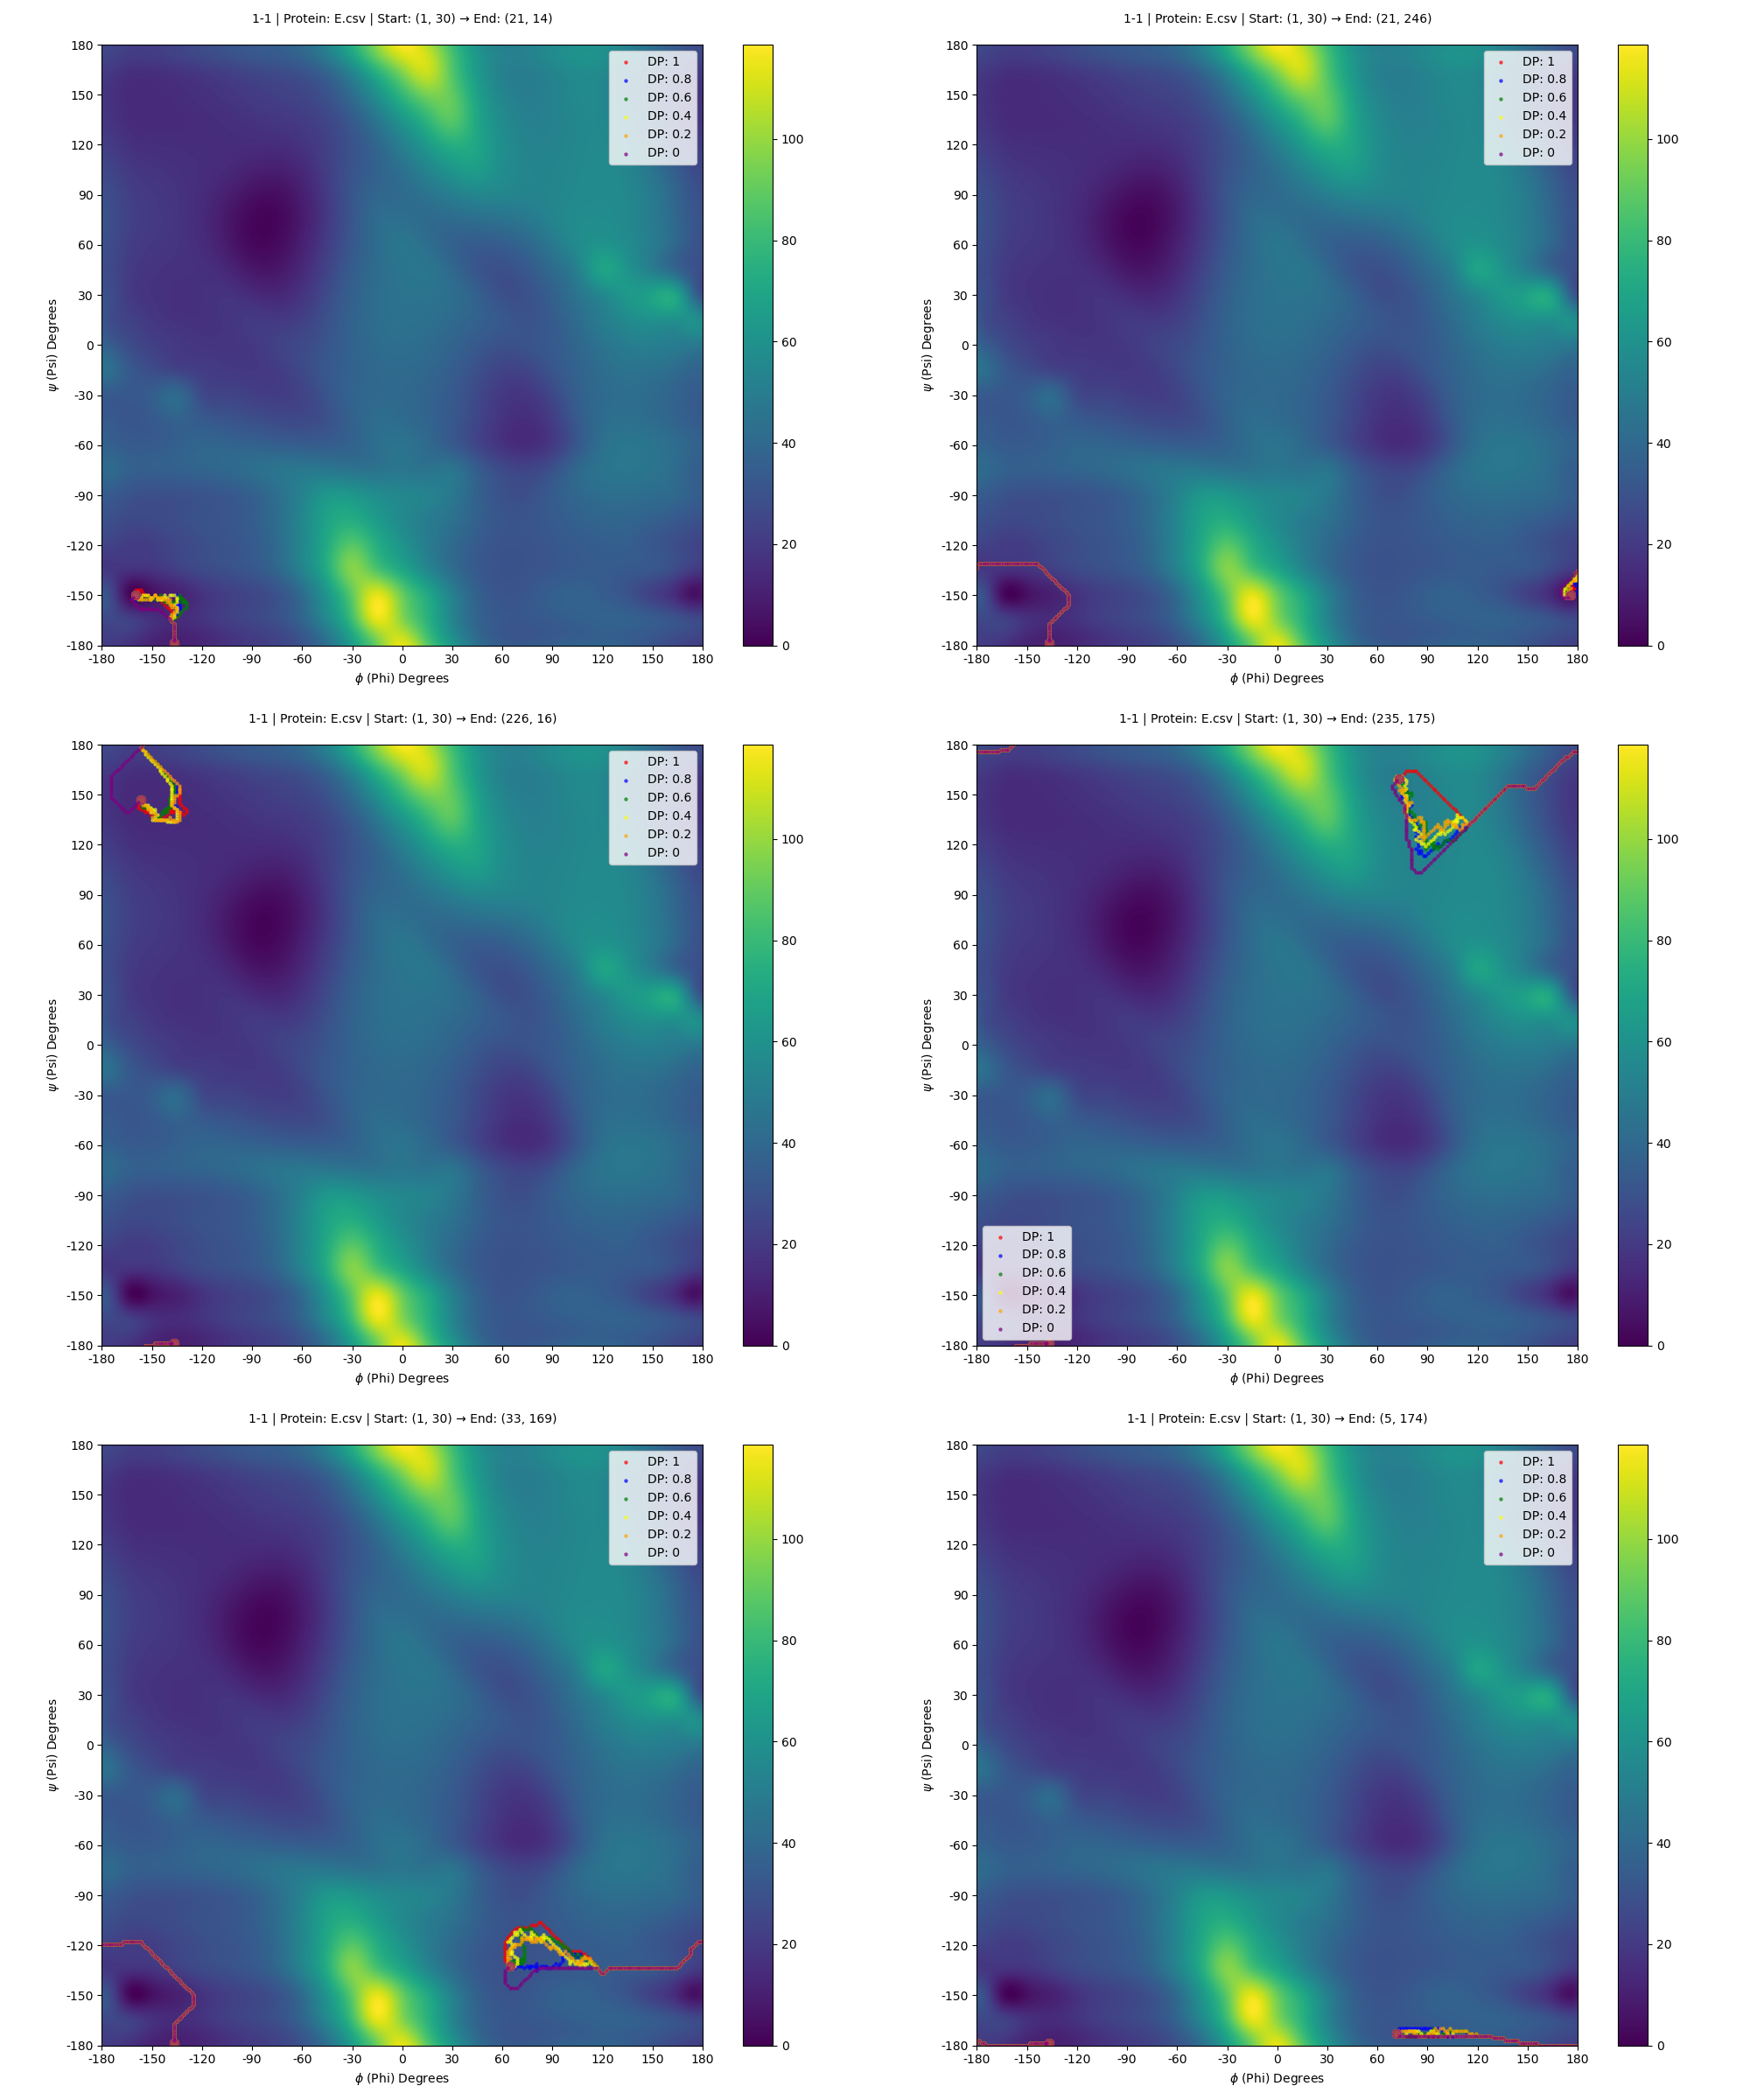 1-1 | Protein: E.csv | Start: (1, 30) → End: (21, 14)
DP: 1
DP: 0.8
DP: 0.6
DP: 0.4
DP: 0.2
DP: 0
180
150
120
90
60
30
0
-30
-60
-90
-120
-150
-180
ψ (Psi) Degrees
-180 -150 -120 -90 -60 -30 0 30 60 90 120 150 180
ϕ (Phi) Degrees
100
80
60
40
20
0
1-1 | Protein: E.csv | Start: (1, 30) → End: (21, 246)
DP: 1
DP: 0.8
DP: 0.6
DP: 0.4
DP: 0.2
DP: 0
180
150
120
90
60
30
0
-30
-60
-90
-120
-150
-180
ψ (Psi) Degrees
-180 -150 -120 -90 -60 -30 0 30 60 90 120 150 180
ϕ (Phi) Degrees
100
80
60
40
20
0
1-1 | Protein: E.csv | Start: (1, 30) → End: (226, 16)
DP: 1
DP: 0.8
DP: 0.6
DP: 0.4
DP: 0.2
DP: 0
180
150
120
90
60
30
0
-30
-60
-90
-120
-150
-180
ψ (Psi) Degrees
-180 -150 -120 -90 -60 -30 0 30 60 90 120 150 180
ϕ (Phi) Degrees
100
80
60
40
20
0
1-1 | Protein: E.csv | Start: (1, 30) → End: (235, 175)
180
150
120
90
60
30
0
-30
-60
-90
-120
-150
-180
ψ (Psi) Degrees
DP: 1
DP: 0.8
DP: 0.6
DP: 0.4
DP: 0.2
DP: 0
-180 -150 -120 -90 -60 -30 0 30 60 90 120 150 180
ϕ (Phi) Degrees
100
80
60
40
20
0
1-1 | Protein: E.csv | Start: (1, 30) → End: (33, 169)
DP: 1
DP: 0.8
DP: 0.6
DP: 0.4
DP: 0.2
DP: 0
180
150
120
90
60
30
0
-30
-60
-90
-120
-150
-180
ψ (Psi) Degrees
-180 -150 -120 -90 -60 -30 0 30 60 90 120 150 180
ϕ (Phi) Degrees
100
80
60
40
20
0
1-1 | Protein: E.csv | Start: (1, 30) → End: (5, 174)
DP: 1
DP: 0.8
DP: 0.6
DP: 0.4
DP: 0.2
DP: 0
180
150
120
90
60
30
0
-30
-60
-90
-120
-150
-180
ψ (Psi) Degrees
-180 -150 -120 -90 -60 -30 0 30 60 90 120 150 180
ϕ (Phi) Degrees
100
80
60
40
20
0